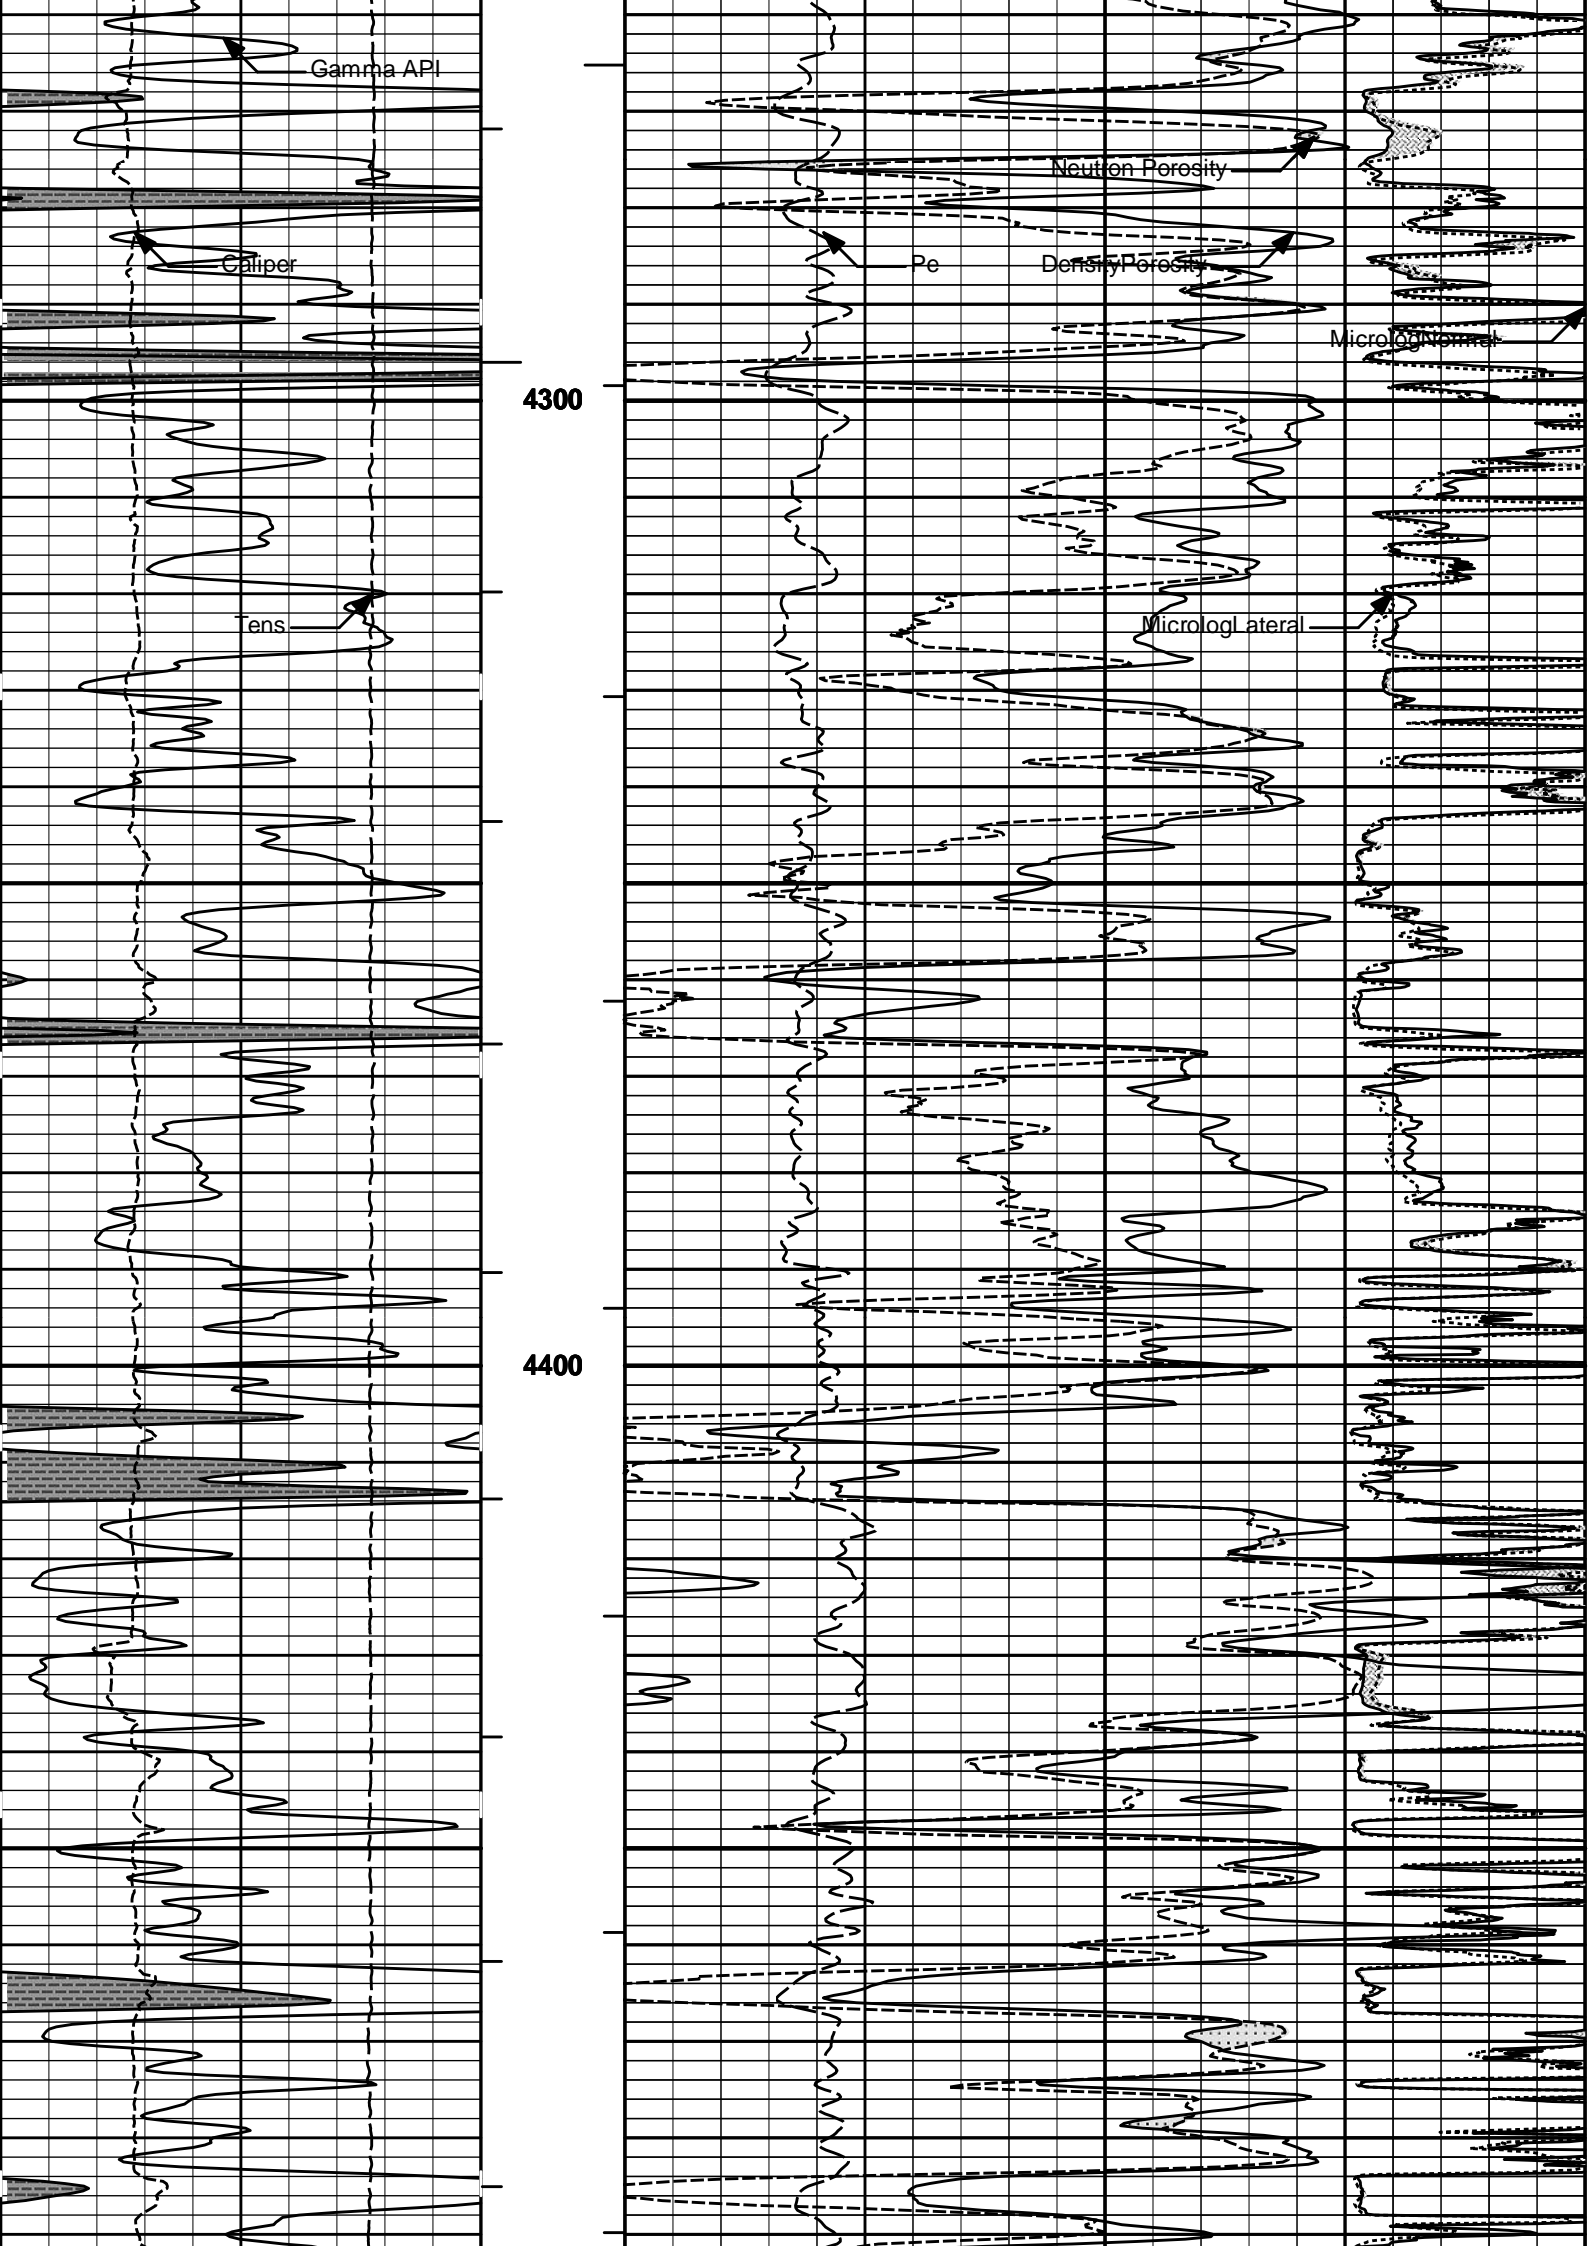 Gamma API
Neutron Porosity
Caliper
Pe
DensityPorosity
MicrologNormal
4300
Tens
MicrologLateral
4400